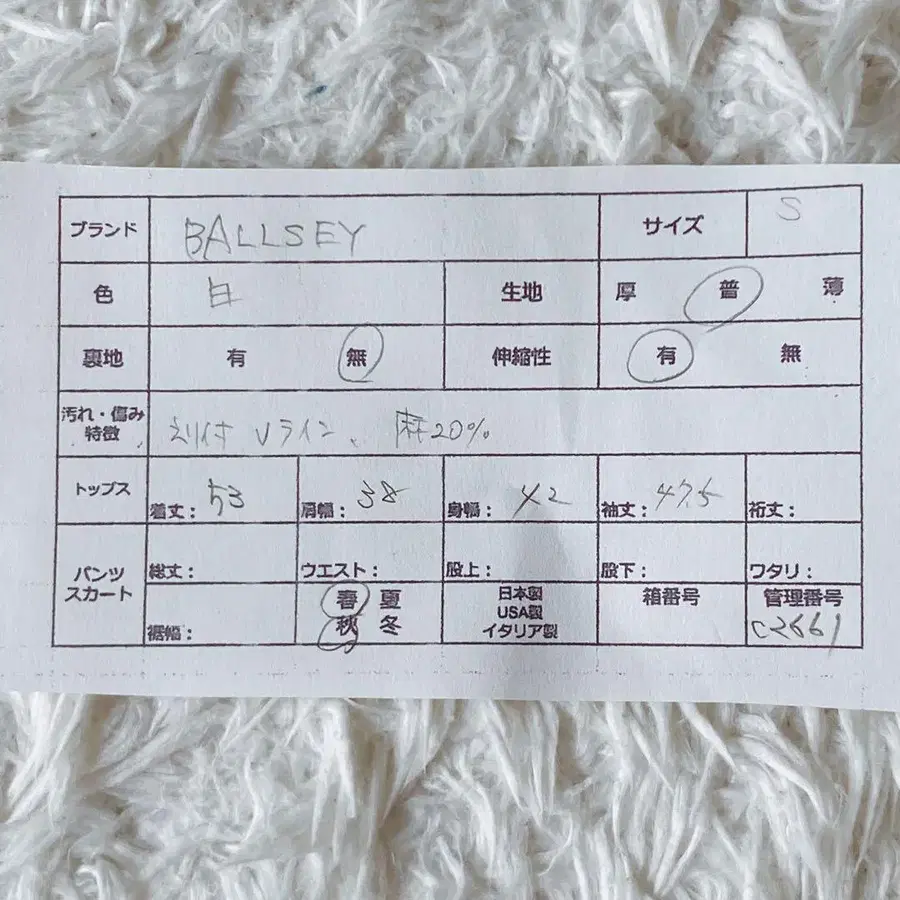 ブランド BALLSEY サイズ S
色 白 生地 厚 普 薄
裏地 有 無 伸縮性 有 無
汚れ・傷み
特徴 えり付 Vライン、麻20%
トップス 着丈：53 肩幅：38 身幅：42 袖丈：47.5 裄丈：
パンツ
スカート 総丈： ウエスト： 股上： 股下： ワタリ：
裾幅： 春 夏
秋 冬
日本製
USA製
イタリア製
箱番号 管理番号
C2661